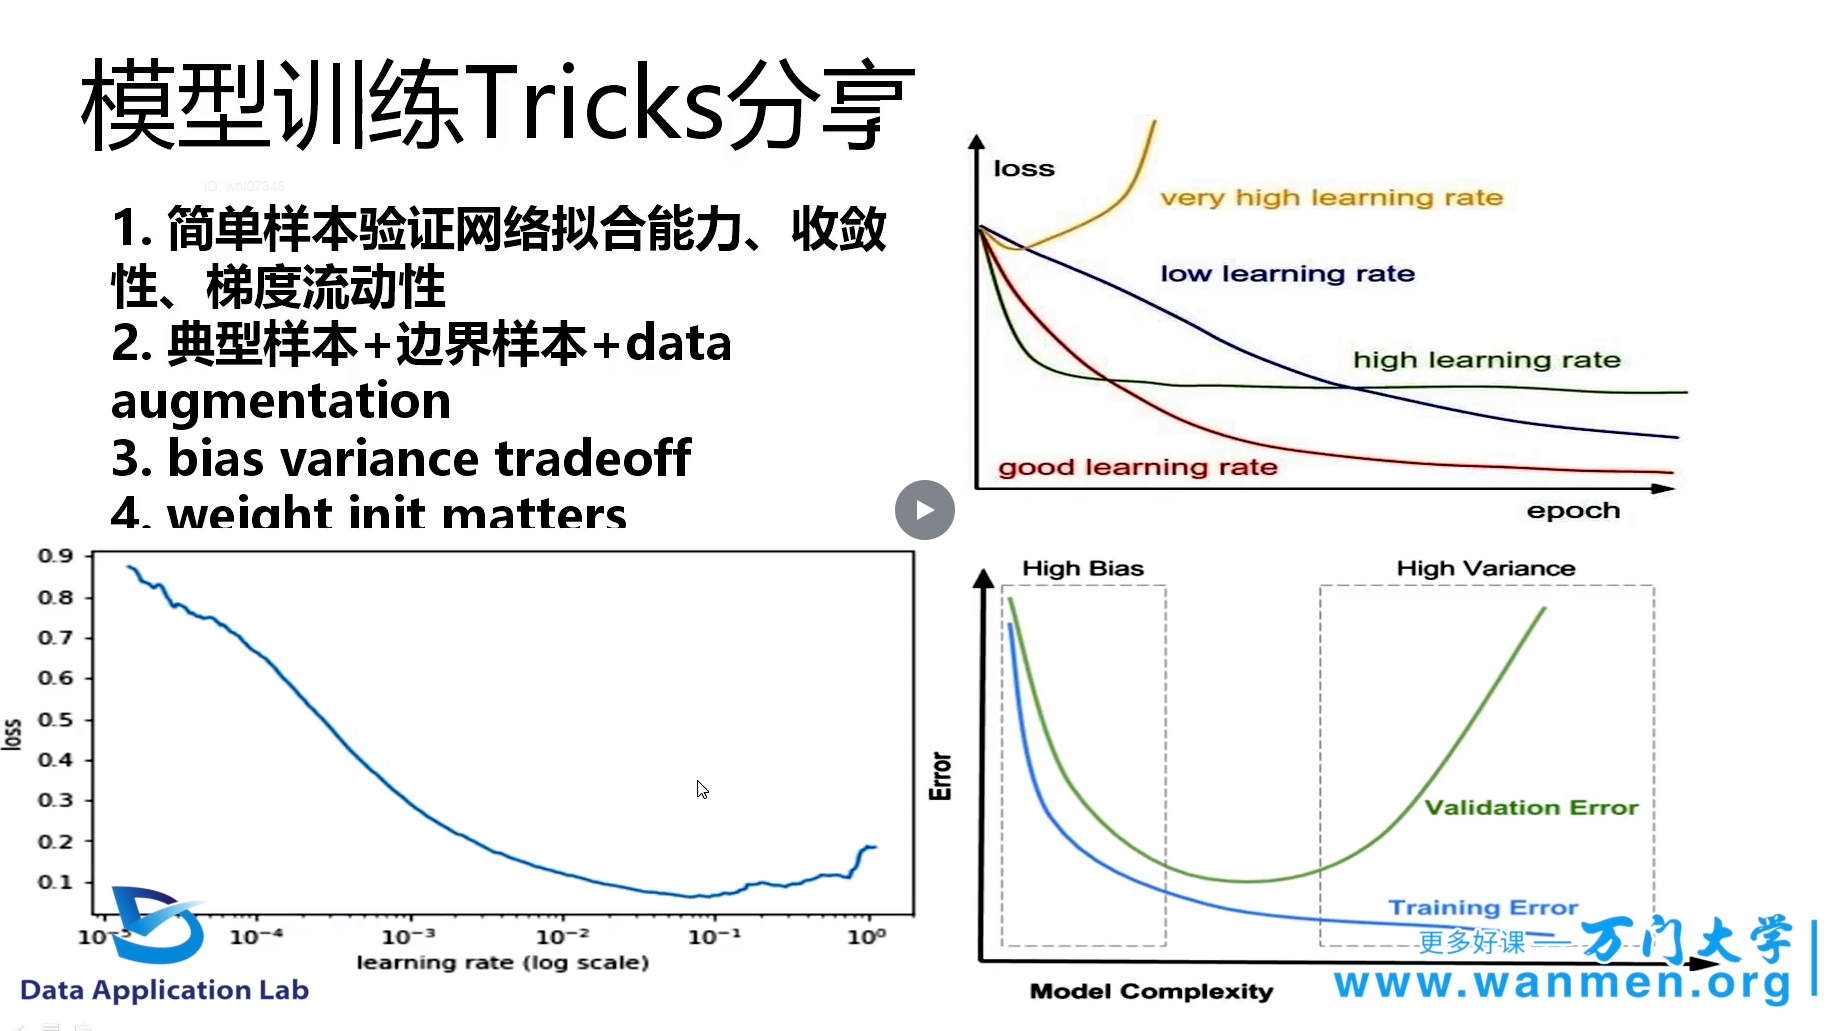 模型训练Tricks分享
ID: wnl07348
1. 简单样本验证网络拟合能力、收敛
性、梯度流动性
2. 典型样本+边界样本+data
augmentation
3. bias variance tradeoff
4. weight init matters
loss
very high learning rate
low learning rate
high learning rate
good learning rate
epoch
0.9
0.8
0.7
0.6
0.5
0.4
0.3
0.2
0.1
loss
10⁻⁵ 10⁻⁴ 10⁻³ 10⁻² 10⁻¹ 10⁰
learning rate (log scale)
Data Application Lab
High Bias High Variance
Error
Validation Error
Training Error
Model Complexity
更多好课 — 万门大学
www.wanmen.org